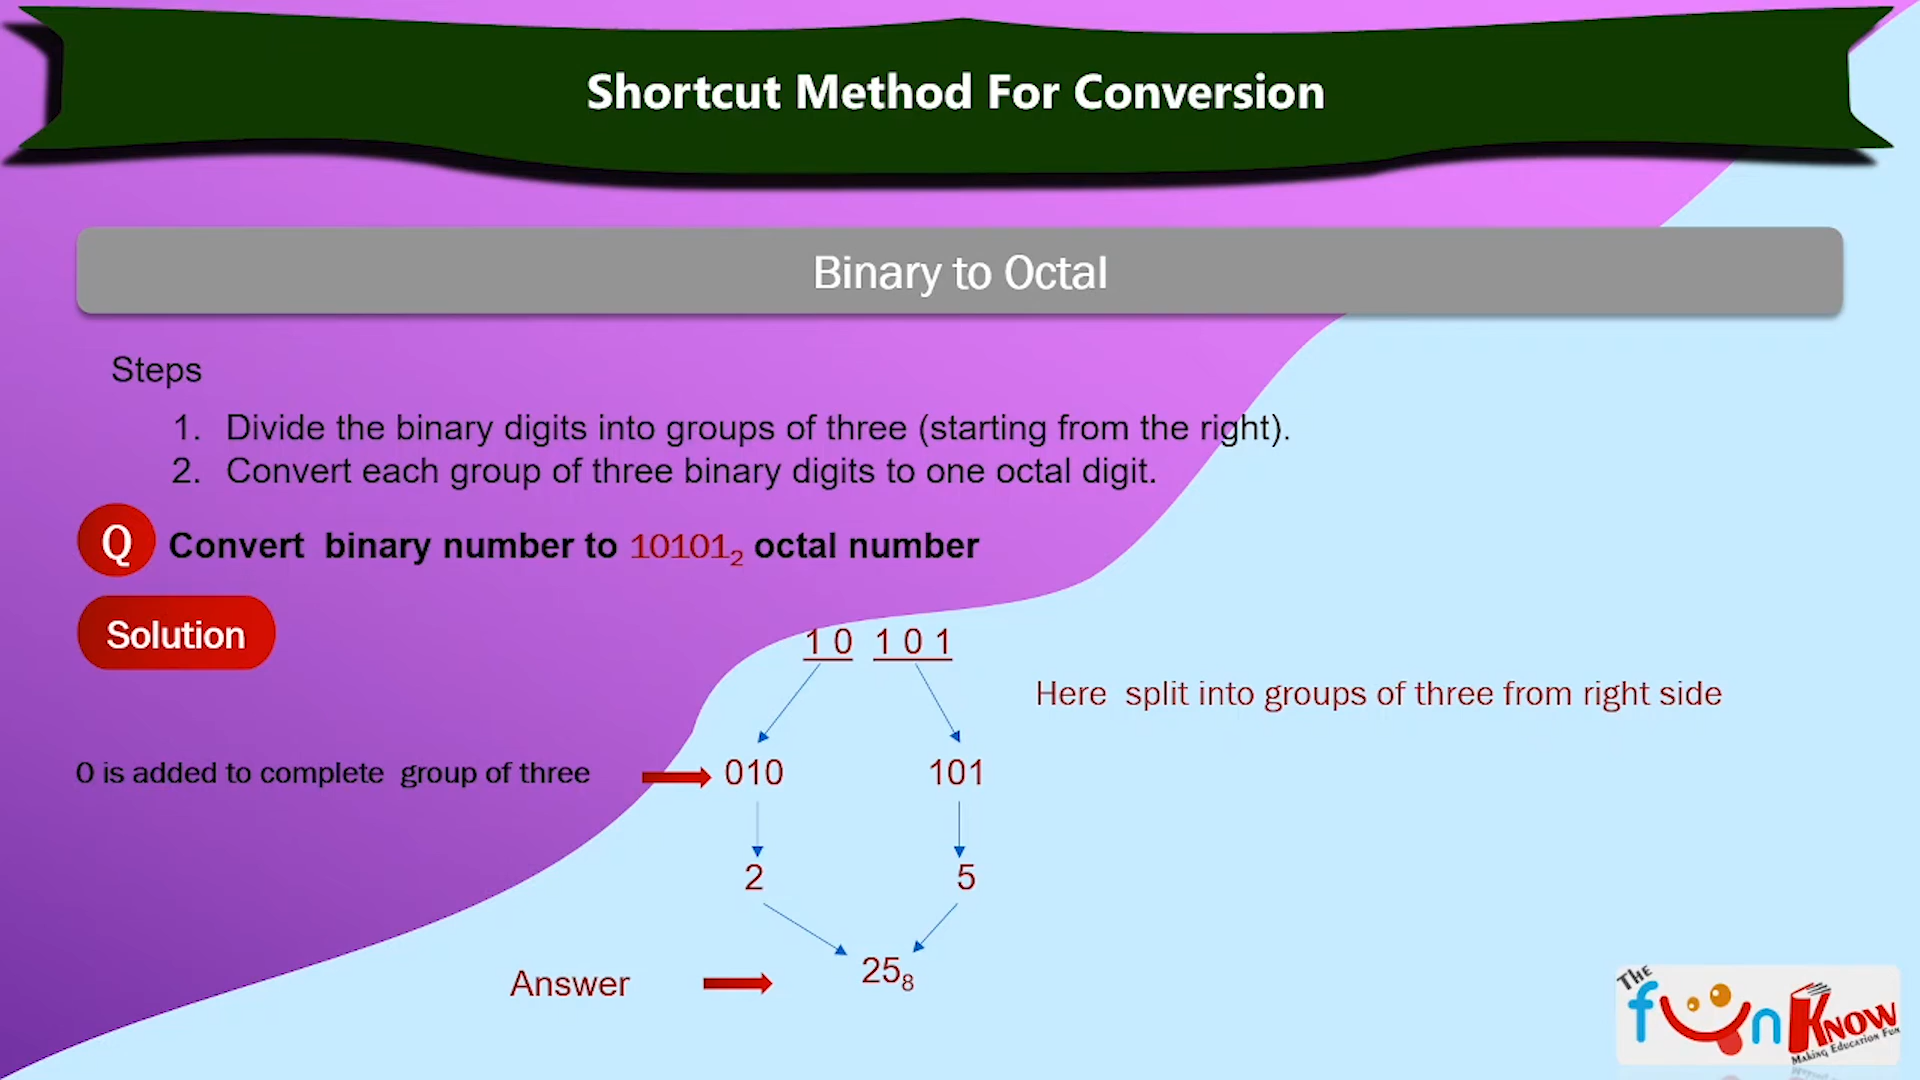 Shortcut Method For Conversion
Binary to Octal
Steps
1. Divide the binary digits into groups of three (starting from the right).
2. Convert each group of three binary digits to one octal digit.
Q Convert binary number to 10101₂ octal number
Solution
1 0 1 0 1
Here split into groups of three from right side
0 is added to complete group of three
010 101
2 5
Answer
25₈
THE
fun KNOW
Making Education Fun